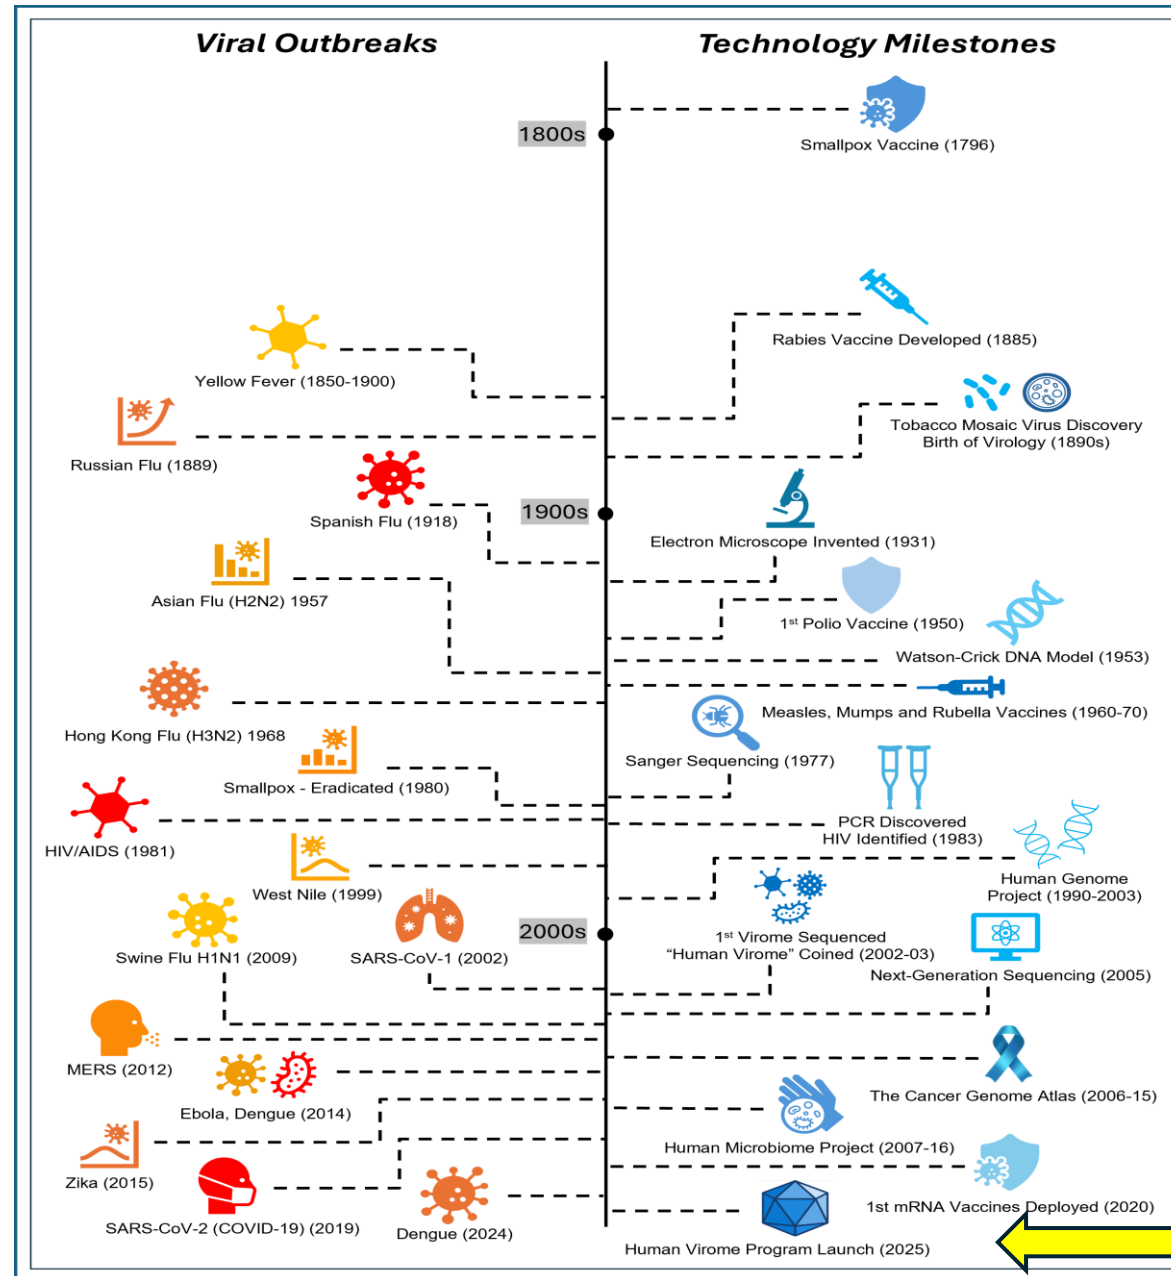 Viral Outbreaks
Technology Milestones
1800s
Smallpox Vaccine (1796)
Rabies Vaccine Developed (1885)
Yellow Fever (1850-1900)
Tobacco Mosaic Virus Discovery
Birth of Virology (1890s)
Russian Flu (1889)
1900s
Spanish Flu (1918)
Electron Microscope Invented (1931)
Asian Flu (H2N2) 1957
1st Polio Vaccine (1950)
Watson-Crick DNA Model (1953)
Measles, Mumps and Rubella Vaccines (1960-70)
Hong Kong Flu (H3N2) 1968
Sanger Sequencing (1977)
Smallpox - Eradicated (1980)
PCR Discovered
HIV Identified (1983)
HIV/AIDS (1981)
Human Genome
Project (1990-2003)
West Nile (1999)
2000s
1st Virome Sequenced
“Human Virome” Coined (2002-03)
Swine Flu H1N1 (2009)
SARS-CoV-1 (2002)
Next-Generation Sequencing (2005)
MERS (2012)
The Cancer Genome Atlas (2006-15)
Ebola, Dengue (2014)
Human Microbiome Project (2007-16)
Zika (2015)
1st mRNA Vaccines Deployed (2020)
SARS-CoV-2 (COVID-19) (2019)
Dengue (2024)
Human Virome Program Launch (2025)